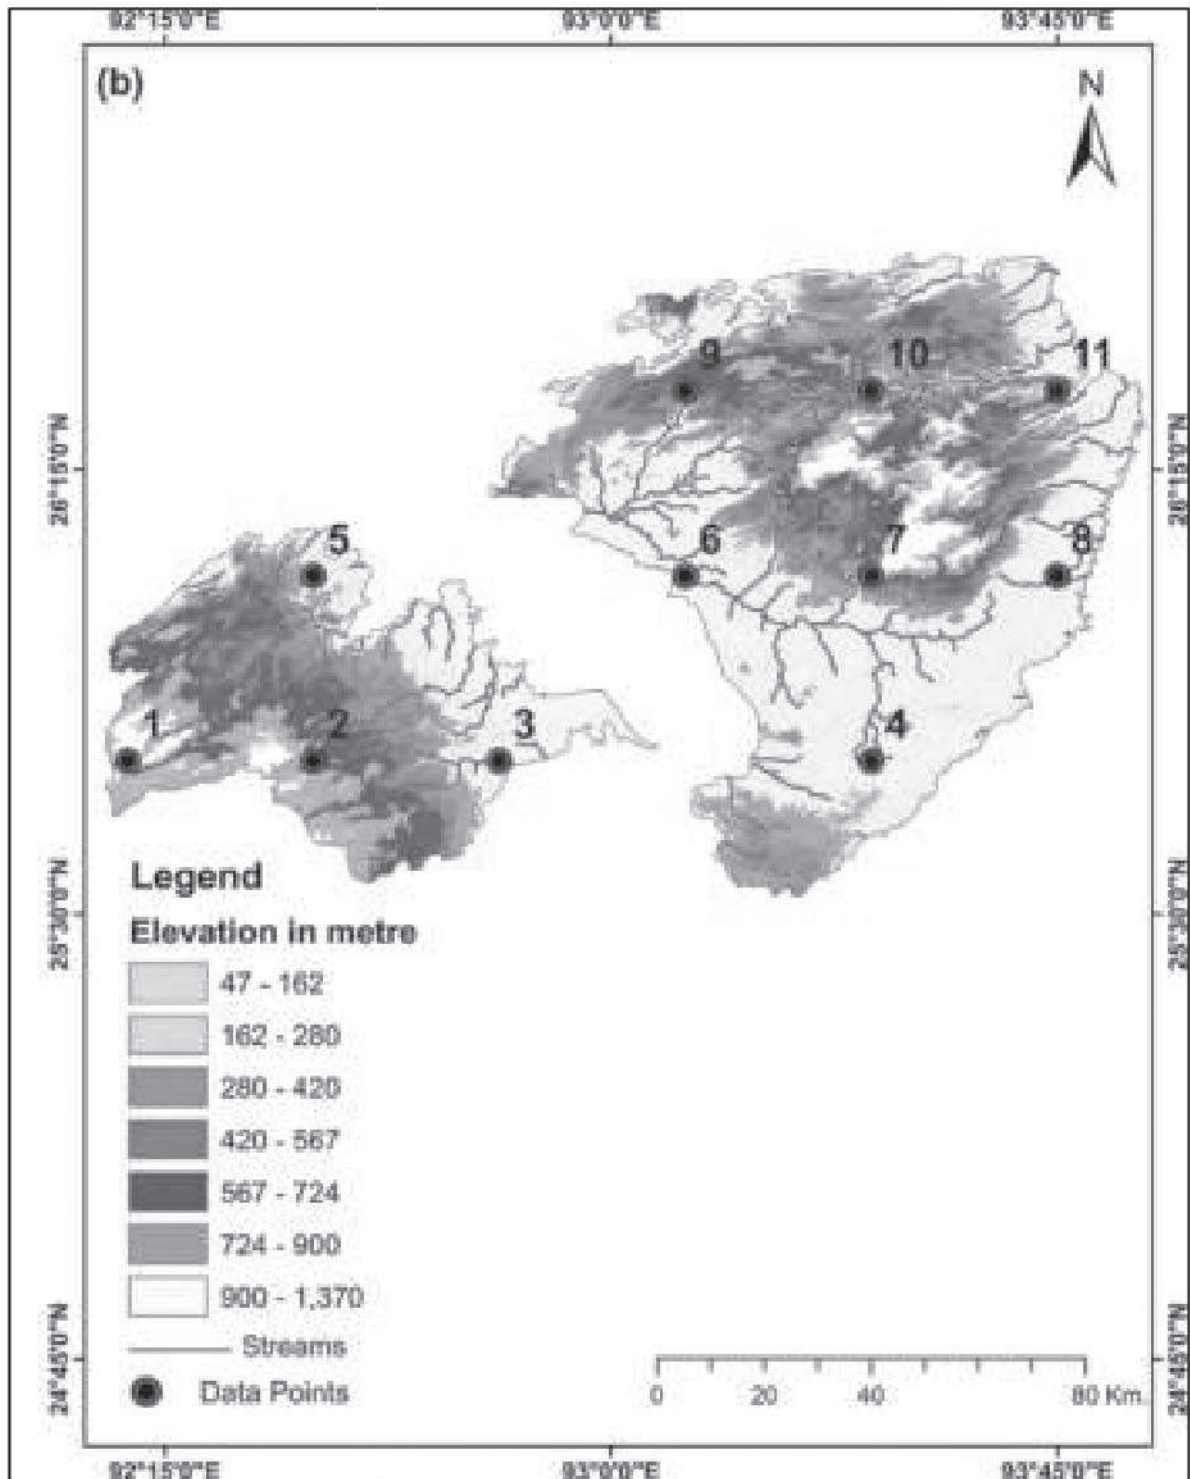 92°15'0"E 93°0'0"E 93°45'0"E
(b)
N
9 10 11
26°15'0"N 26°15'0"N
5 6 7 8
1 2 3 4
Legend
Elevation in metre
25°30'0"N 25°30'0"N
47 - 162
162 - 280
280 - 420
420 - 567
567 - 724
724 - 900
900 - 1,370
Streams
Data Points
24°45'0"N 24°45'0"N
0 20 40 80 Km
92°15'0"E 93°0'0"E 93°45'0"E